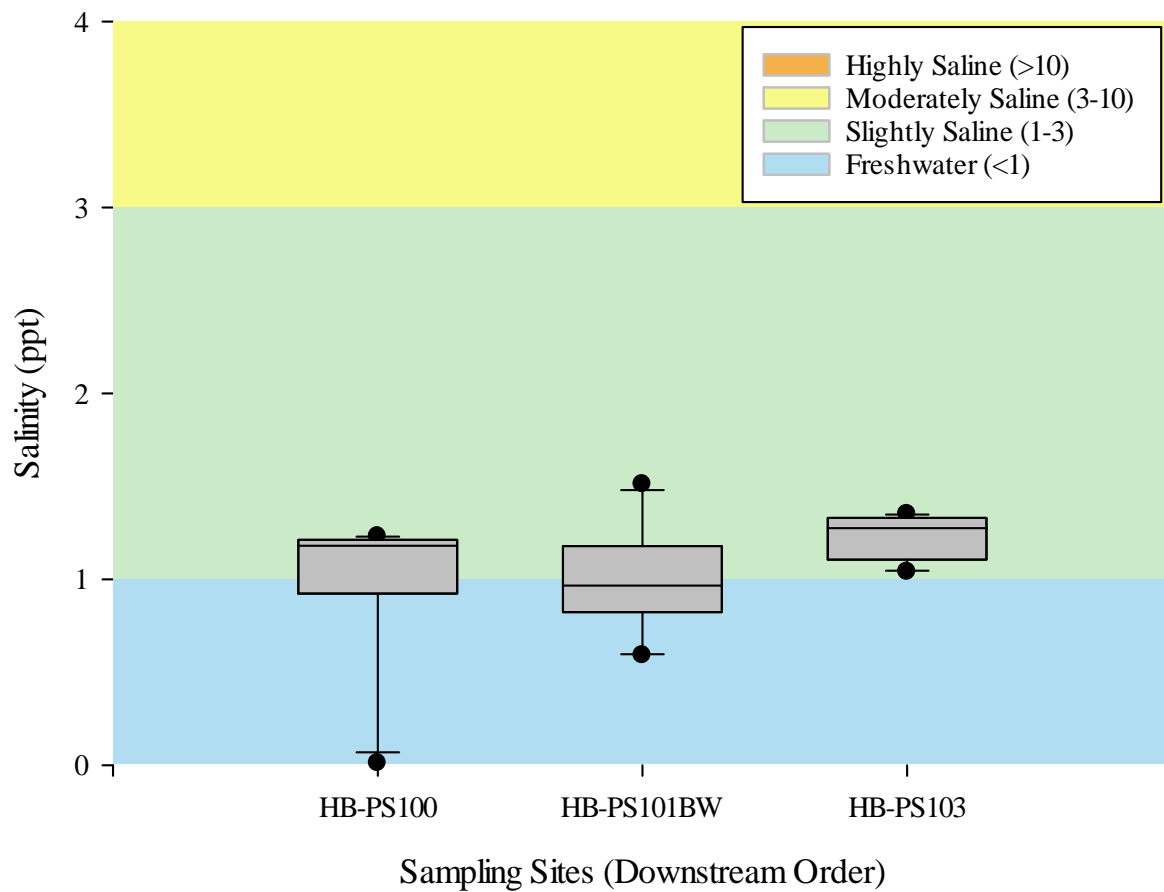 4
3
2
1
0
Salinity (ppt)
Highly Saline (>10)
Moderately Saline (3-10)
Slightly Saline (1-3)
Freshwater (<1)
HB-PS100 HB-PS101BW HB-PS103
Sampling Sites (Downstream Order)